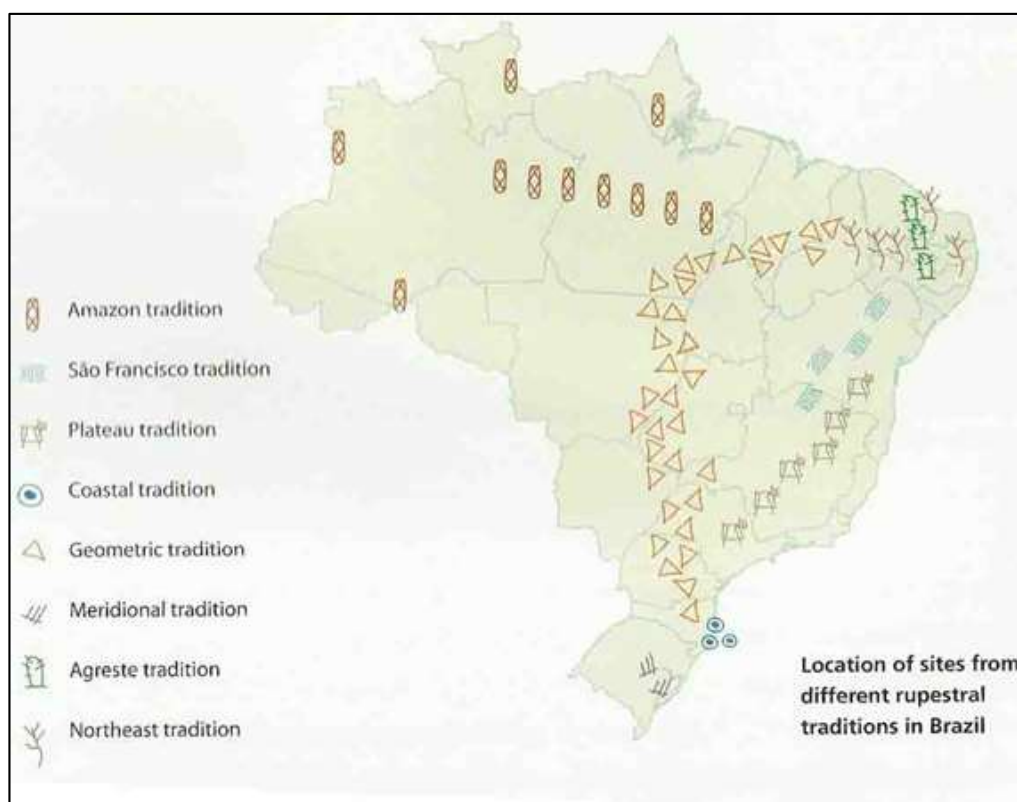 Amazon tradition
São Francisco tradition
Plateau tradition
Coastal tradition
Geometric tradition
Meridional tradition
Agreste tradition
Northeast tradition
Location of sites from
different rupestral
traditions in Brazil